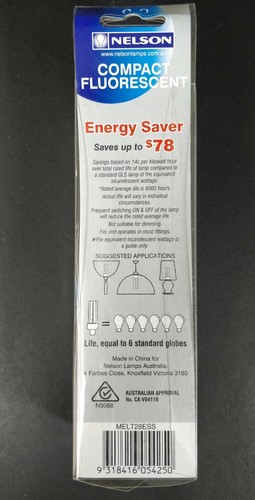 NELSON
www.nelsonlamps.com.au
COMPACT
FLUORESCENT
Energy Saver
Saves up to $78
Savings based on 14c per kilowatt hour
over total rated life of lamp compared to
a standard GLS lamp of the equivalent
incandescent wattage.
*Rated average life is 6000 hours.
Actual life will vary in individual
circumstances.
Frequent switching ON & OFF of the lamp
will reduce the rated average life.
Not suitable for dimming.
Fits and operates in most fittings.
#The equivalent incandescent wattage is
a guide only.
SUGGESTED APPLICATIONS
=
Life, equal to 6 standard globes
Made in China for
Nelson Lamps Australia.
4 Forbes Close, Knoxfield Victoria 3180
N5068
AUSTRALIAN APPROVAL
No. CA V04116
MELT28ESS
9 318416 054250